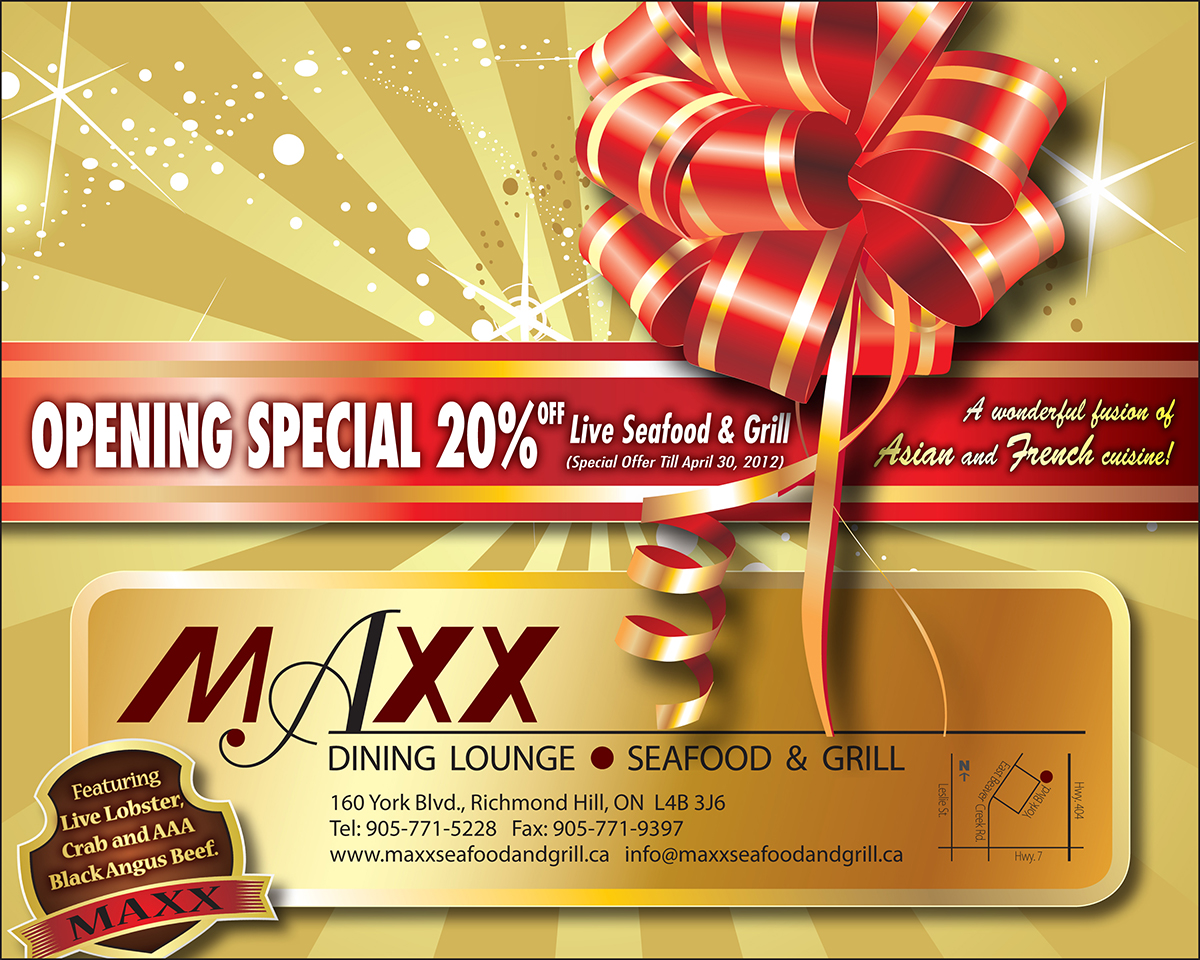 OPENING SPECIAL 20% OFF Live Seafood & Grill
(Special Offer Till April 30, 2012)
A wonderful fusion of
Asian and French cuisine!
MAXX
DINING LOUNGE ● SEAFOOD & GRILL
160 York Blvd., Richmond Hill, ON L4B 3J6
Tel: 905-771-5228 Fax: 905-771-9397
www.maxxseafoodandgrill.ca info@maxxseafoodandgrill.ca
Featuring
Live Lobster,
Crab and AAA
Black Angus Beef.
MAXX
N
Leslie St.
East Beaver Creek Rd.
York Blvd.
Hwy. 404
Hwy. 7